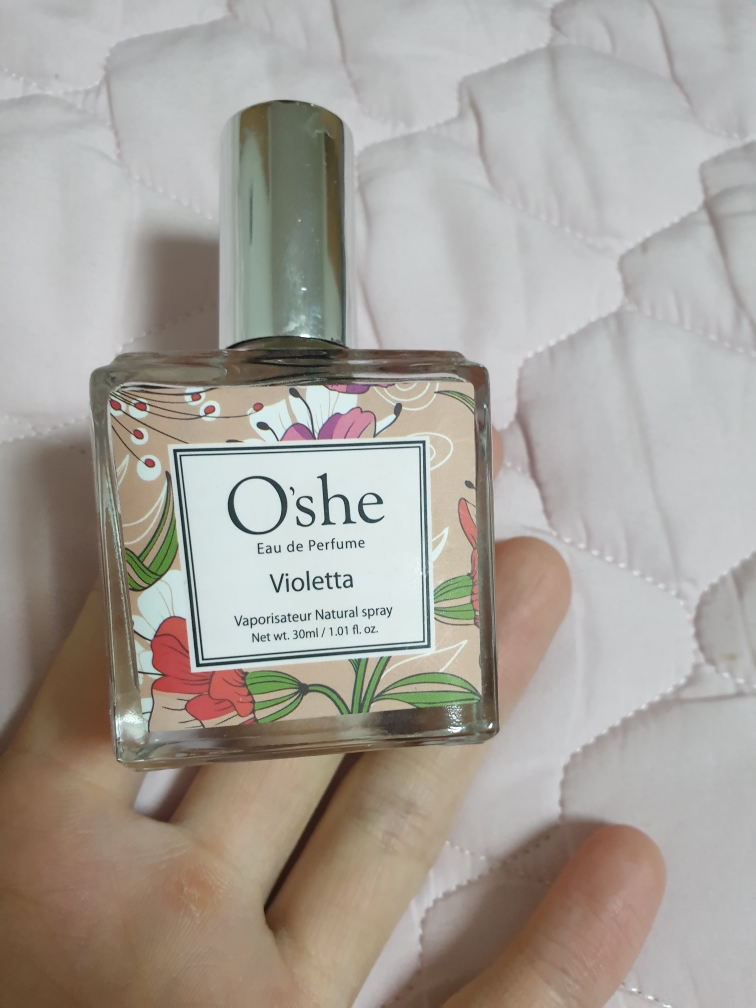 O'she
Eau de Perfume
Violetta
Vaporisateur Natural spray
Net wt. 30ml / 1.01 fl. oz.